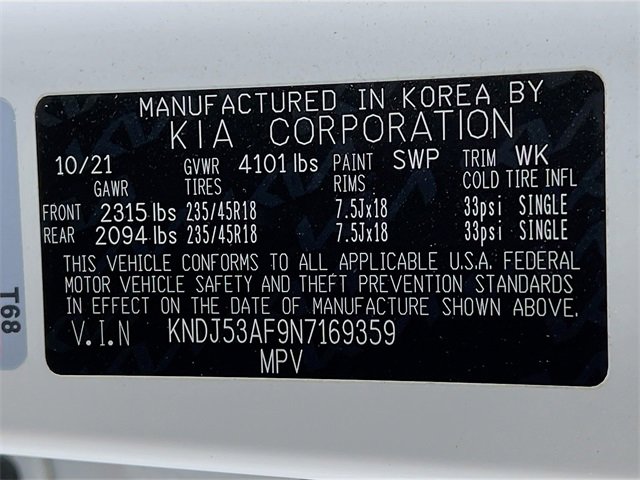 MANUFACTURED IN KOREA BY
KIA CORPORATION
10/21 GVWR 4101 lbs PAINT SWP TRIM WK
GAWR TIRES RIMS COLD TIRE INFL
FRONT 2315 lbs 235/45R18 7.5Jx18 33psi SINGLE
REAR 2094 lbs 235/45R18 7.5Jx18 33psi SINGLE
THIS VEHICLE CONFORMS TO ALL APPLICABLE U.S.A. FEDERAL
MOTOR VEHICLE SAFETY AND THEFT PREVENTION STANDARDS
IN EFFECT ON THE DATE OF MANUFACTURE SHOWN ABOVE.
V.I.N KNDJ53AF9N7169359
MPV
T68